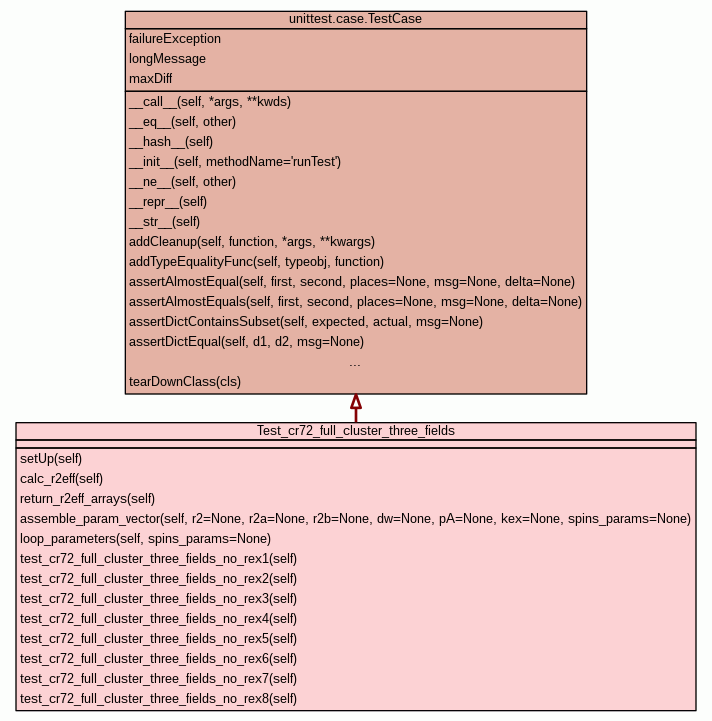 unittest.case.TestCase
failureException
longMessage
maxDiff
__call__(self, *args, **kwds)
__eq__(self, other)
__hash__(self)
__init__(self, methodName='runTest')
__ne__(self, other)
__repr__(self)
__str__(self)
addCleanup(self, function, *args, **kwargs)
addTypeEqualityFunc(self, typeobj, function)
assertAlmostEqual(self, first, second, places=None, msg=None, delta=None)
assertAlmostEquals(self, first, second, places=None, msg=None, delta=None)
assertDictContainsSubset(self, expected, actual, msg=None)
assertDictEqual(self, d1, d2, msg=None)
...
tearDownClass(cls)
Test_cr72_full_cluster_three_fields
setUp(self)
calc_r2eff(self)
return_r2eff_arrays(self)
assemble_param_vector(self, r2=None, r2a=None, r2b=None, dw=None, pA=None, kex=None, spins_params=None)
loop_parameters(self, spins_params=None)
test_cr72_full_cluster_three_fields_no_rex1(self)
test_cr72_full_cluster_three_fields_no_rex2(self)
test_cr72_full_cluster_three_fields_no_rex3(self)
test_cr72_full_cluster_three_fields_no_rex4(self)
test_cr72_full_cluster_three_fields_no_rex5(self)
test_cr72_full_cluster_three_fields_no_rex6(self)
test_cr72_full_cluster_three_fields_no_rex7(self)
test_cr72_full_cluster_three_fields_no_rex8(self)